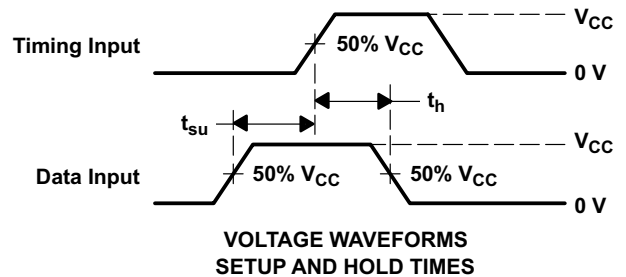 V_CC
Timing Input
50% V_CC
0 V
t_h
t_su
V_CC
Data Input
50% V_CC
50% V_CC
0 V
VOLTAGE WAVEFORMS
SETUP AND HOLD TIMES